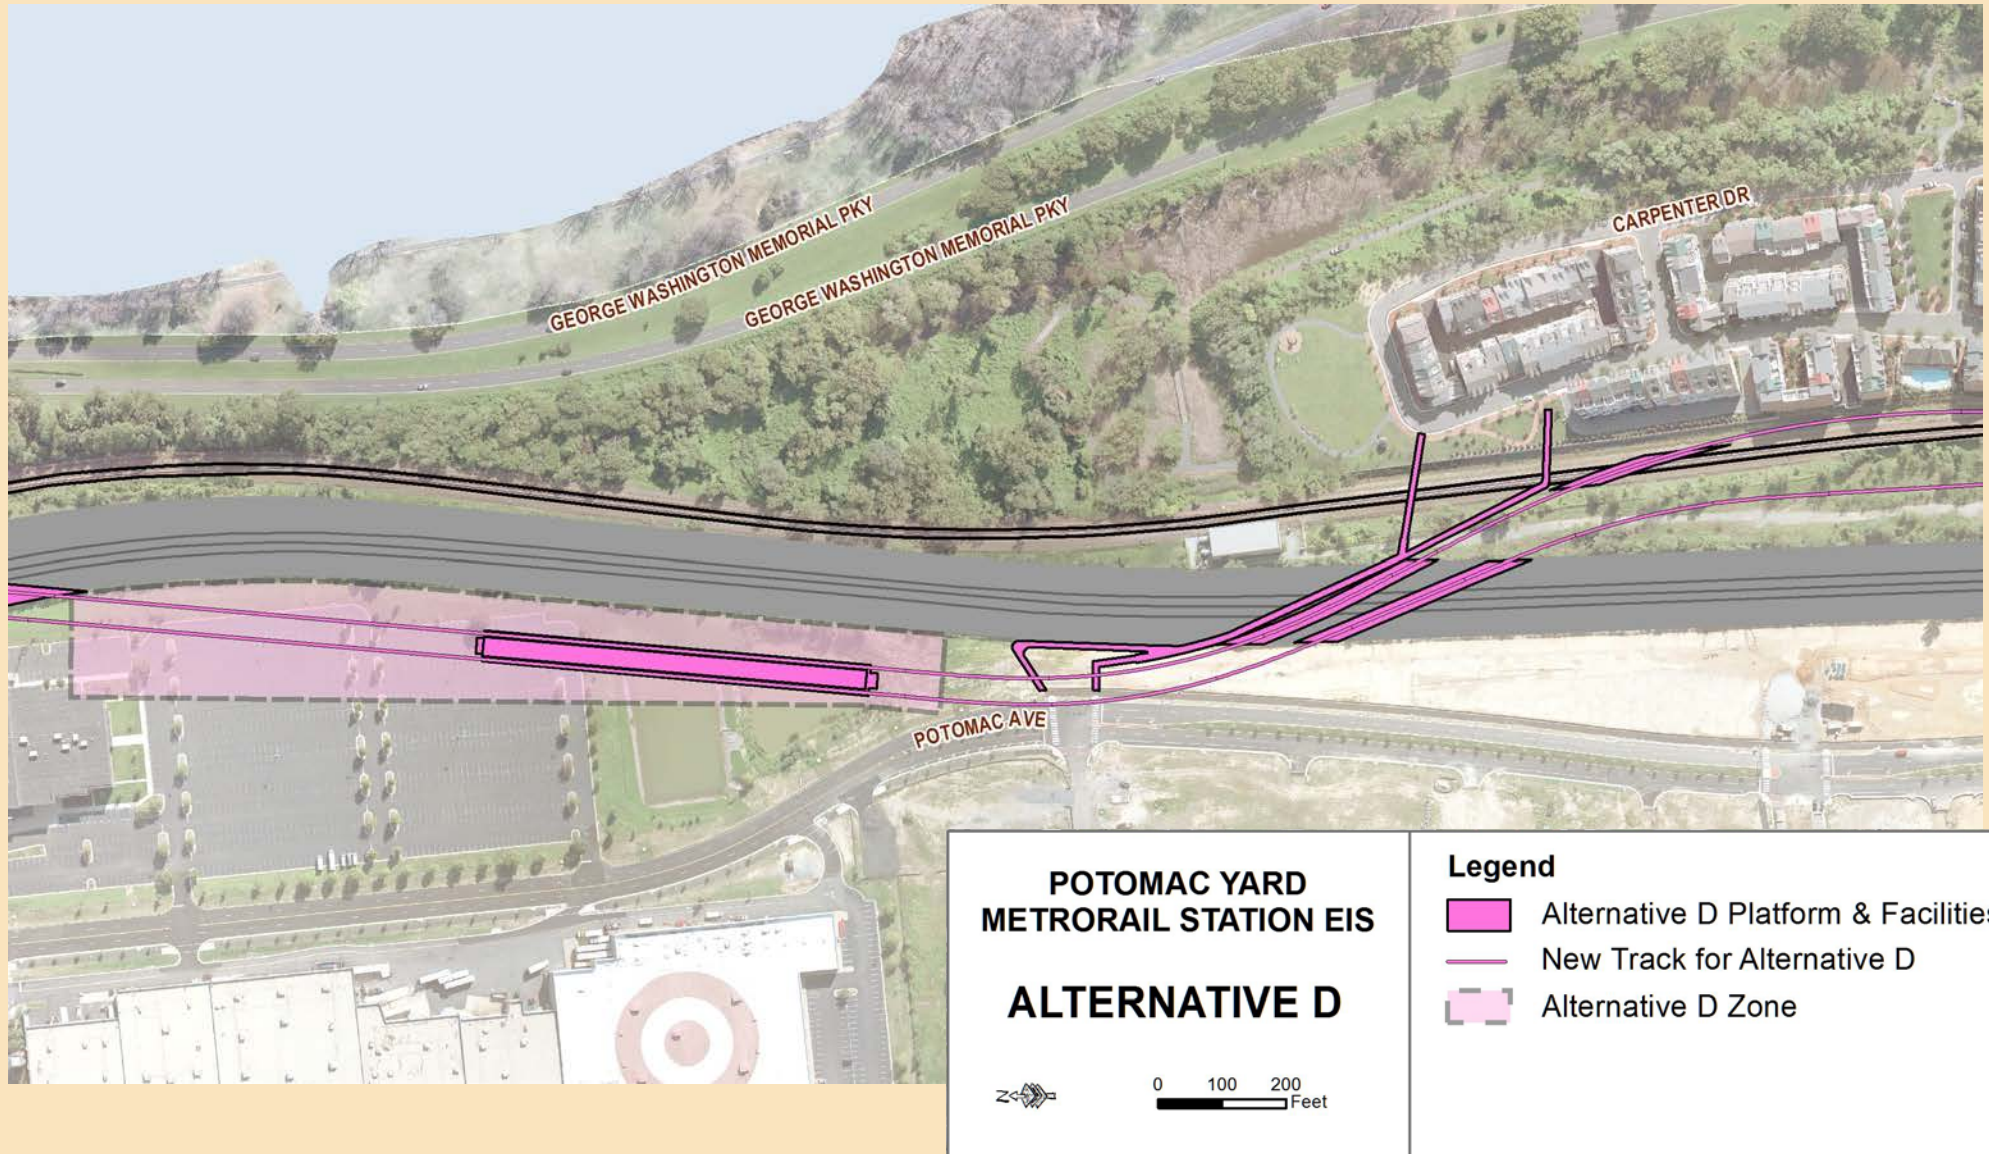 GEORGE WASHINGTON MEMORIAL PKY
GEORGE WASHINGTON MEMORIAL PKY
CARPENTER DR
POTOMAC AVE
POTOMAC YARD
METRORAIL STATION EIS
ALTERNATIVE D
N
0 100 200
Feet
Legend
Alternative D Platform & Facilities
New Track for Alternative D
Alternative D Zone